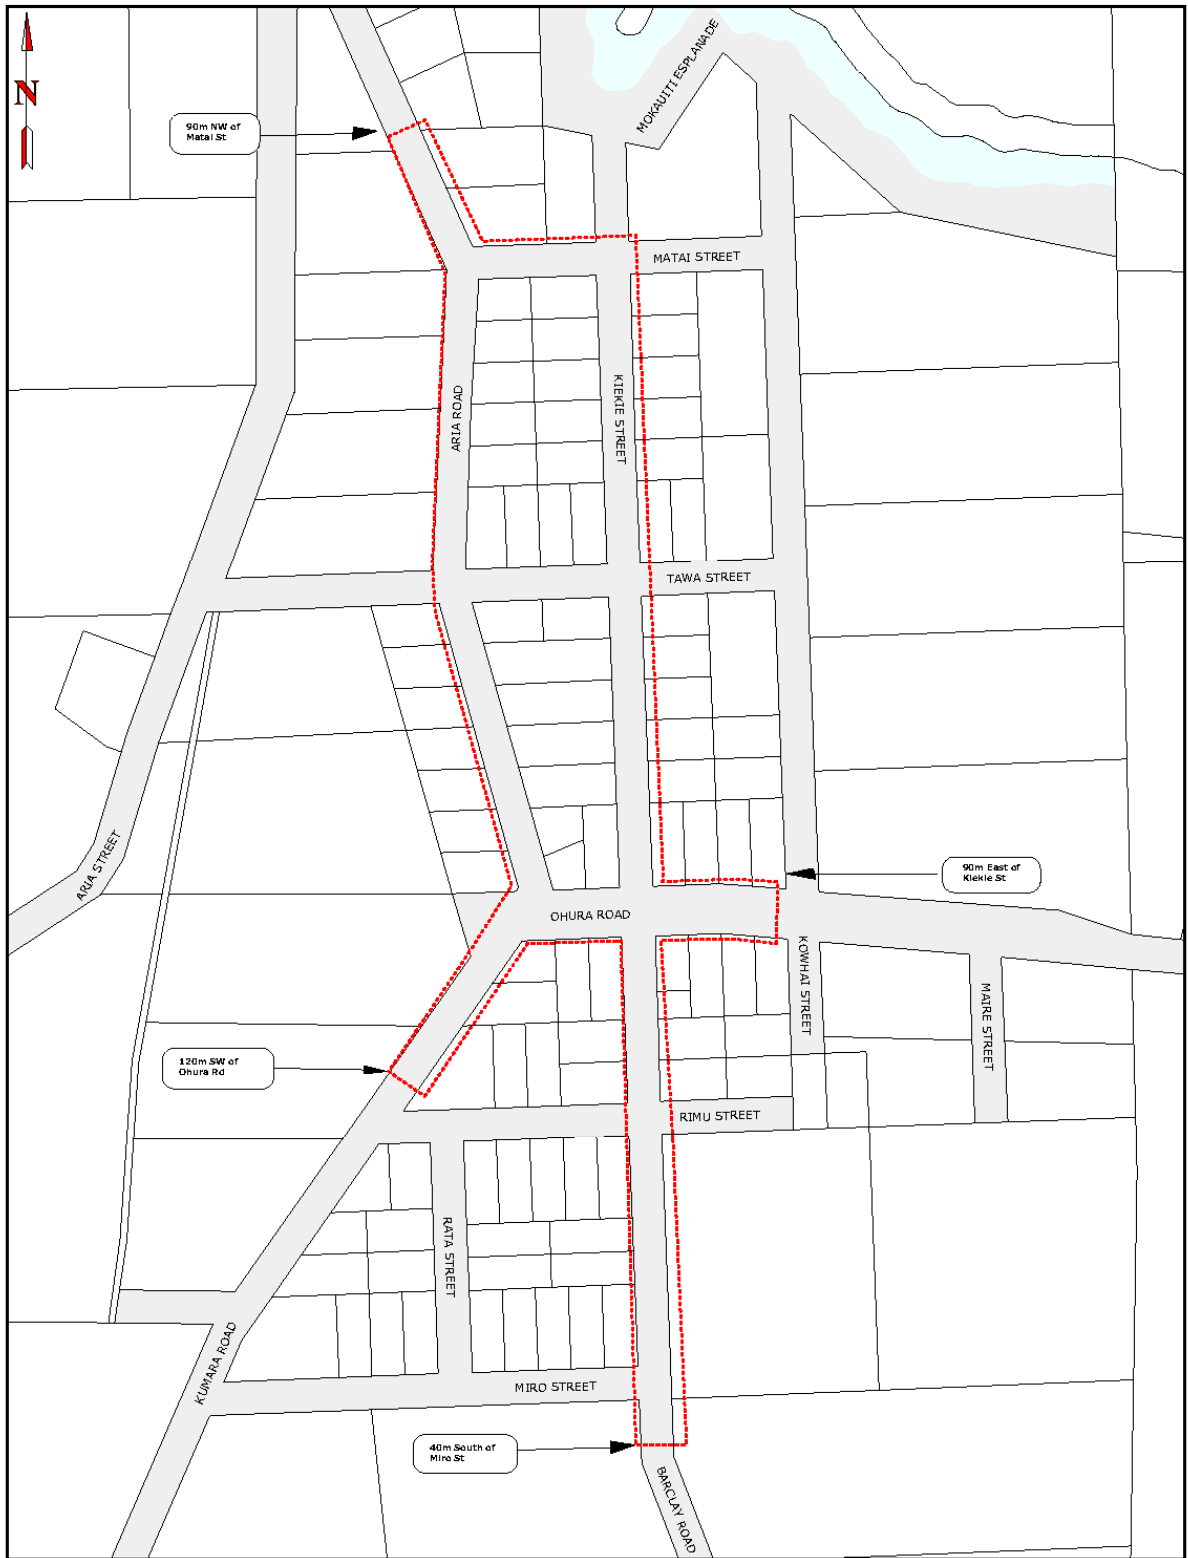 MOKAUITI ESPLANADE
N
90m NW of
Matai St
MATAI STREET
ARIA ROAD
KIEKIE STREET
TAWA STREET
ARIA STREET
90m East of
Kiekie St
OHURA ROAD
KOWHAI STREET
MAIRE STREET
120m SW of
Ohura Rd
RIMU STREET
RATA STREET
KUMARA ROAD
MIRO STREET
40m South of
Miro St
BARCLAY ROAD